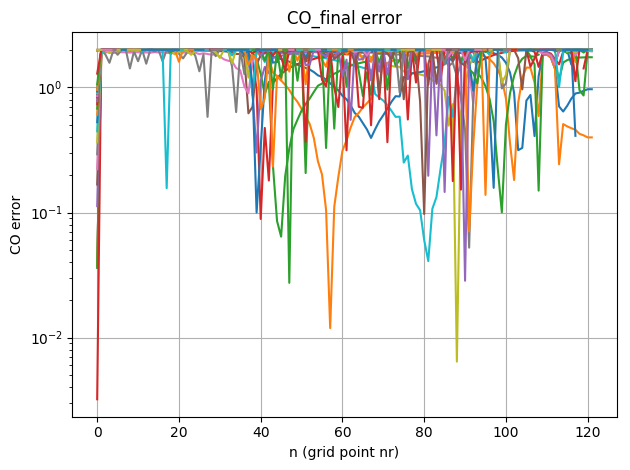 CO_final error
CO error
10⁰
10⁻¹
10⁻²
0 20 40 60 80 100 120
n (grid point nr)